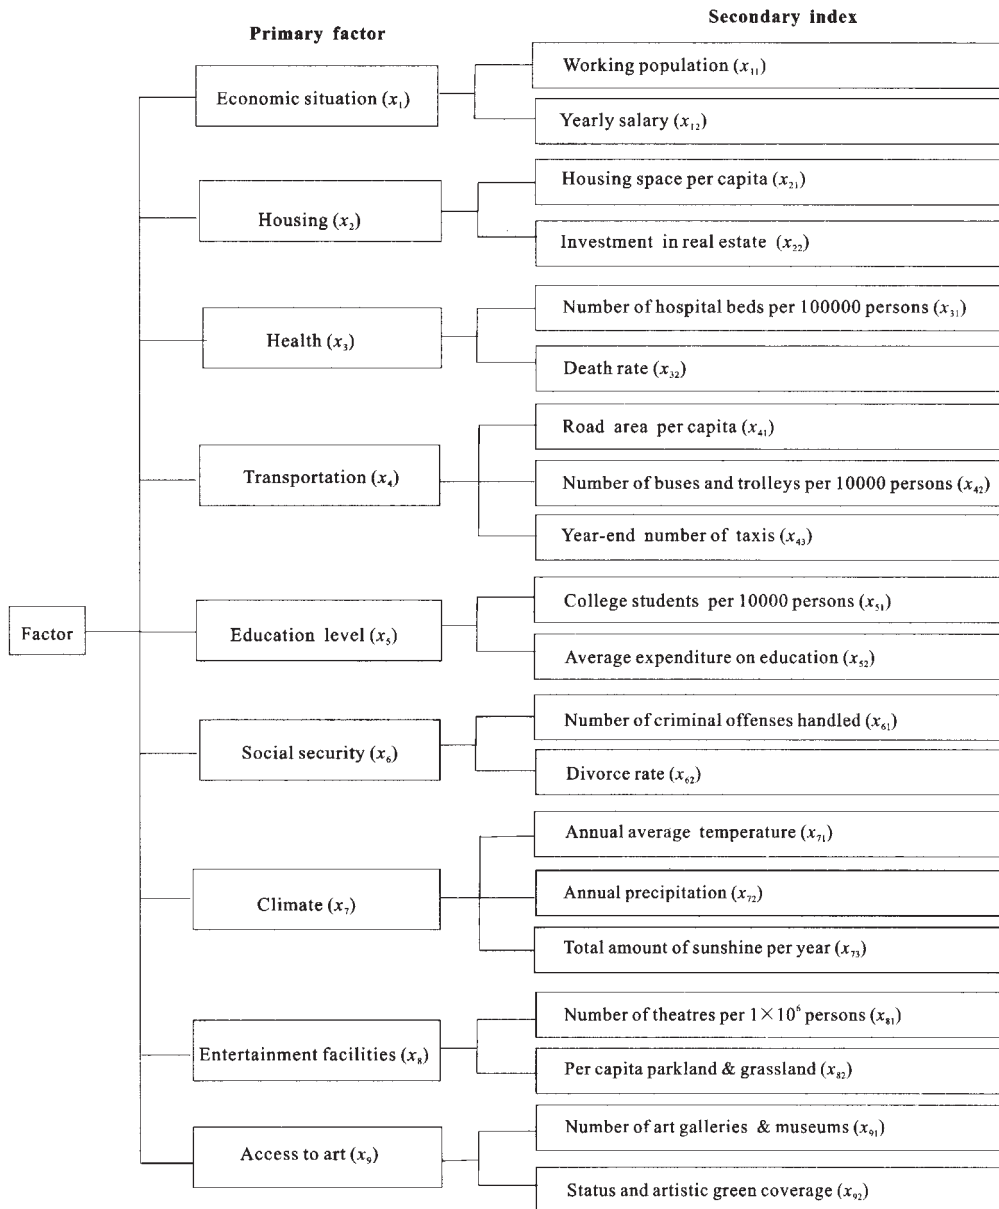 Primary factor
Secondary index
Factor
Economic situation (x₁)
Working population (x₁₁)
Yearly salary (x₁₂)
Housing (x₂)
Housing space per capita (x₂₁)
Investment in real estate (x₂₂)
Health (x₃)
Number of hospital beds per 100000 persons (x₃₁)
Death rate (x₃₂)
Transportation (x₄)
Road area per capita (x₄₁)
Number of buses and trolleys per 10000 persons (x₄₂)
Year-end number of taxis (x₄₃)
Education level (x₅)
College students per 10000 persons (x₅₁)
Average expenditure on education (x₅₂)
Social security (x₆)
Number of criminal offenses handled (x₆₁)
Divorce rate (x₆₂)
Climate (x₇)
Annual average temperature (x₇₁)
Annual precipitation (x₇₂)
Total amount of sunshine per year (x₇₃)
Entertainment facilities (x₈)
Number of theatres per 1×10⁶ persons (x₈₁)
Per capita parkland & grassland (x₈₂)
Access to art (x₉)
Number of art galleries & museums (x₉₁)
Status and artistic green coverage (x₉₂)